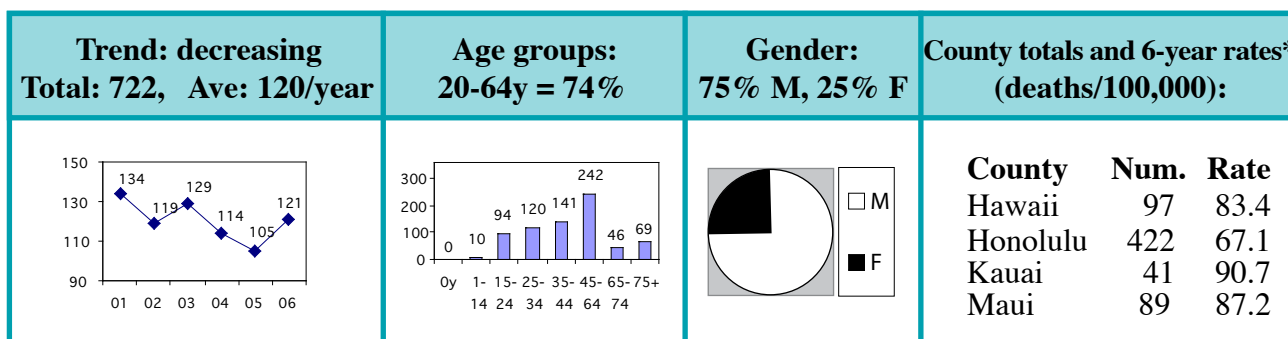 Trend: decreasing
Total: 722, Ave: 120/year
Age groups:
20-64y = 74%
Gender:
75% M, 25% F
County totals and 6-year rates*
(deaths/100,000):
150
130
110
90
134
119
129
114
105
121
01 02 03 04 05 06
300
200
100
0
0
10
94
120
141
242
46
69
0y 1- 15- 25- 35- 45- 65- 75+
14 24 34 44 64 74
M
F
County Num. Rate
Hawaii 97 83.4
Honolulu 422 67.1
Kauai 41 90.7
Maui 89 87.2